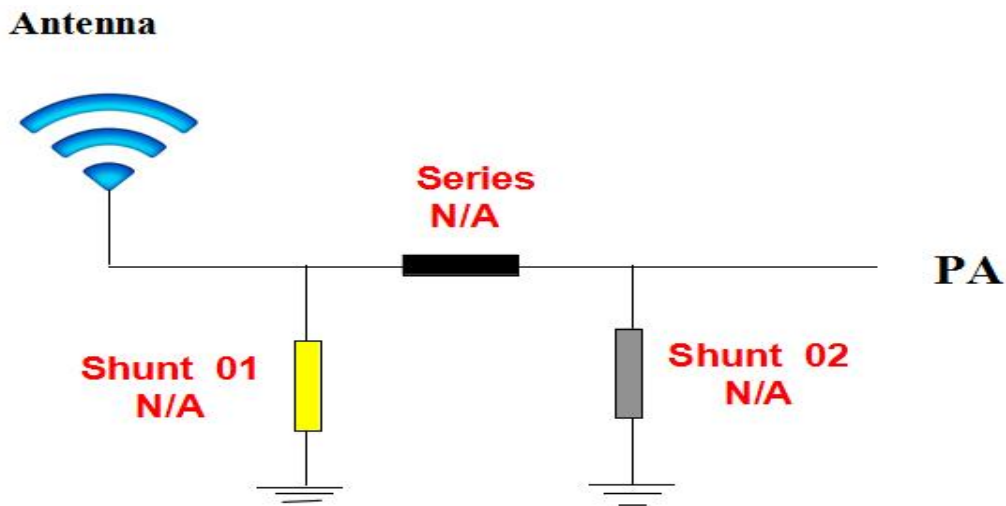 Antenna
Series
N/A
PA
Shunt 01
N/A
Shunt 02
N/A